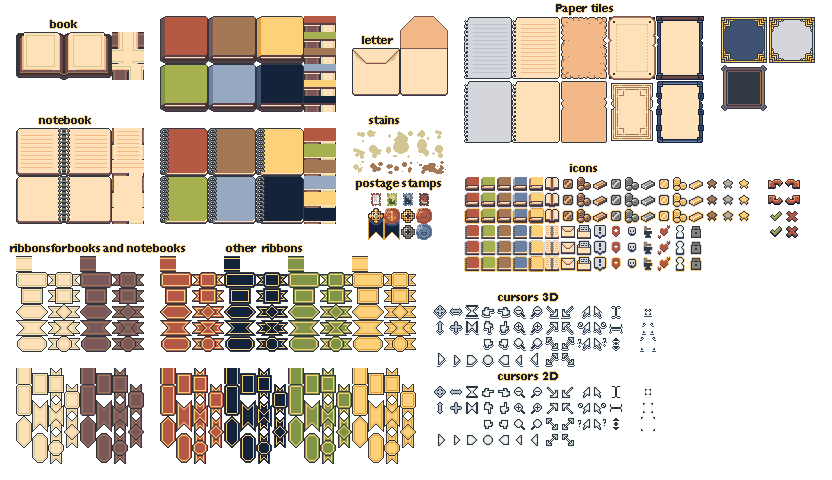 Paper tiles
book
letter
notebook
stains
icons
postage stamps
ribbonsforbooks and notebooks
other ribbons
cursors 3D
cursors 2D